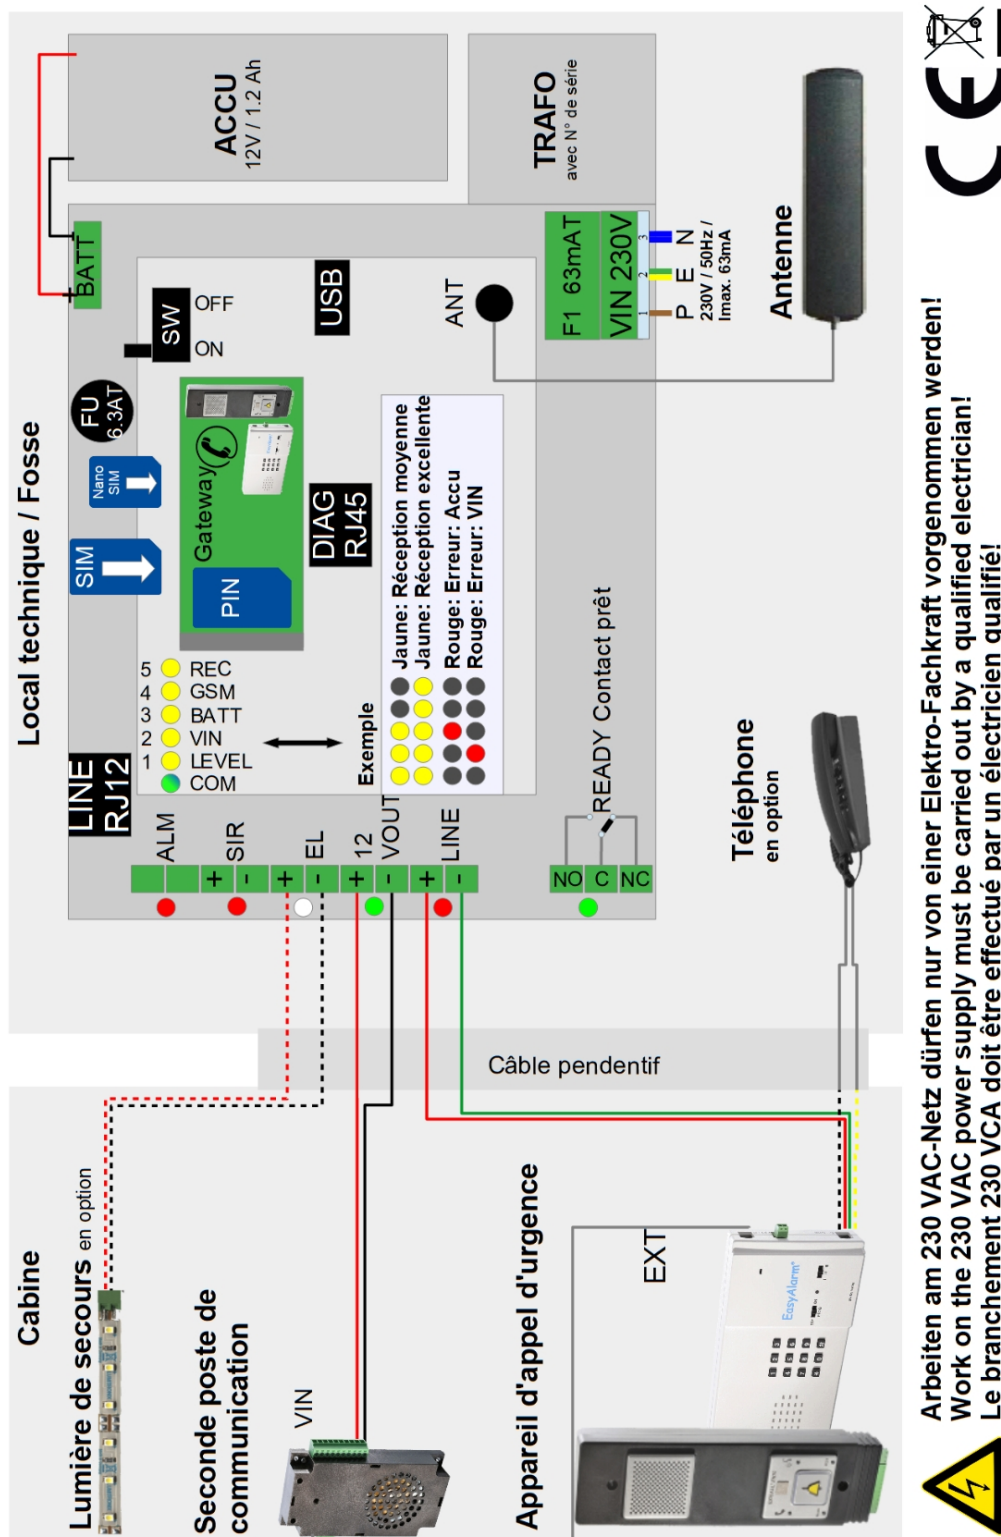 Local technique / Fosse
ACCU
12V / 1.2 Ah
TRAFO
avec N° de série
+ BATT -
SW
ON
OFF
FU
6.3AT
Nano
SIM
SIM
USB
ANT
F1 63mAT
VIN 230V
1 2 3
P E N
230V / 50Hz /
Imax. 63mA
Antenne
Gateway
PIN
DIAG
RJ45
LINE
RJ12
5 REC
4 GSM
3 BATT
2 VIN
1 LEVEL
COM
Exemple
Jaune: Réception moyenne
Jaune: Réception excellente
Rouge: Erreur: Accu
Rouge: Erreur: VIN
ALM
+
-
SIR
+
-
EL
+
-
12
VOUT
+
-
LINE
NO C NC
READY Contact prêt
Téléphone
en option
Câble pendentif
Cabine
Lumière de secours en option
Seconde poste de
communication
VIN
Appareil d'appel d'urgence
EXT
EasyAlarm
CE
Arbeiten am 230 VAC-Netz dürfen nur von einer Elektro-Fachkraft vorgenommen werden!
Work on the 230 VAC power supply must be carried out by a qualified electrician!
Le branchement 230 VCA doit être effectué par un électricien qualifié!